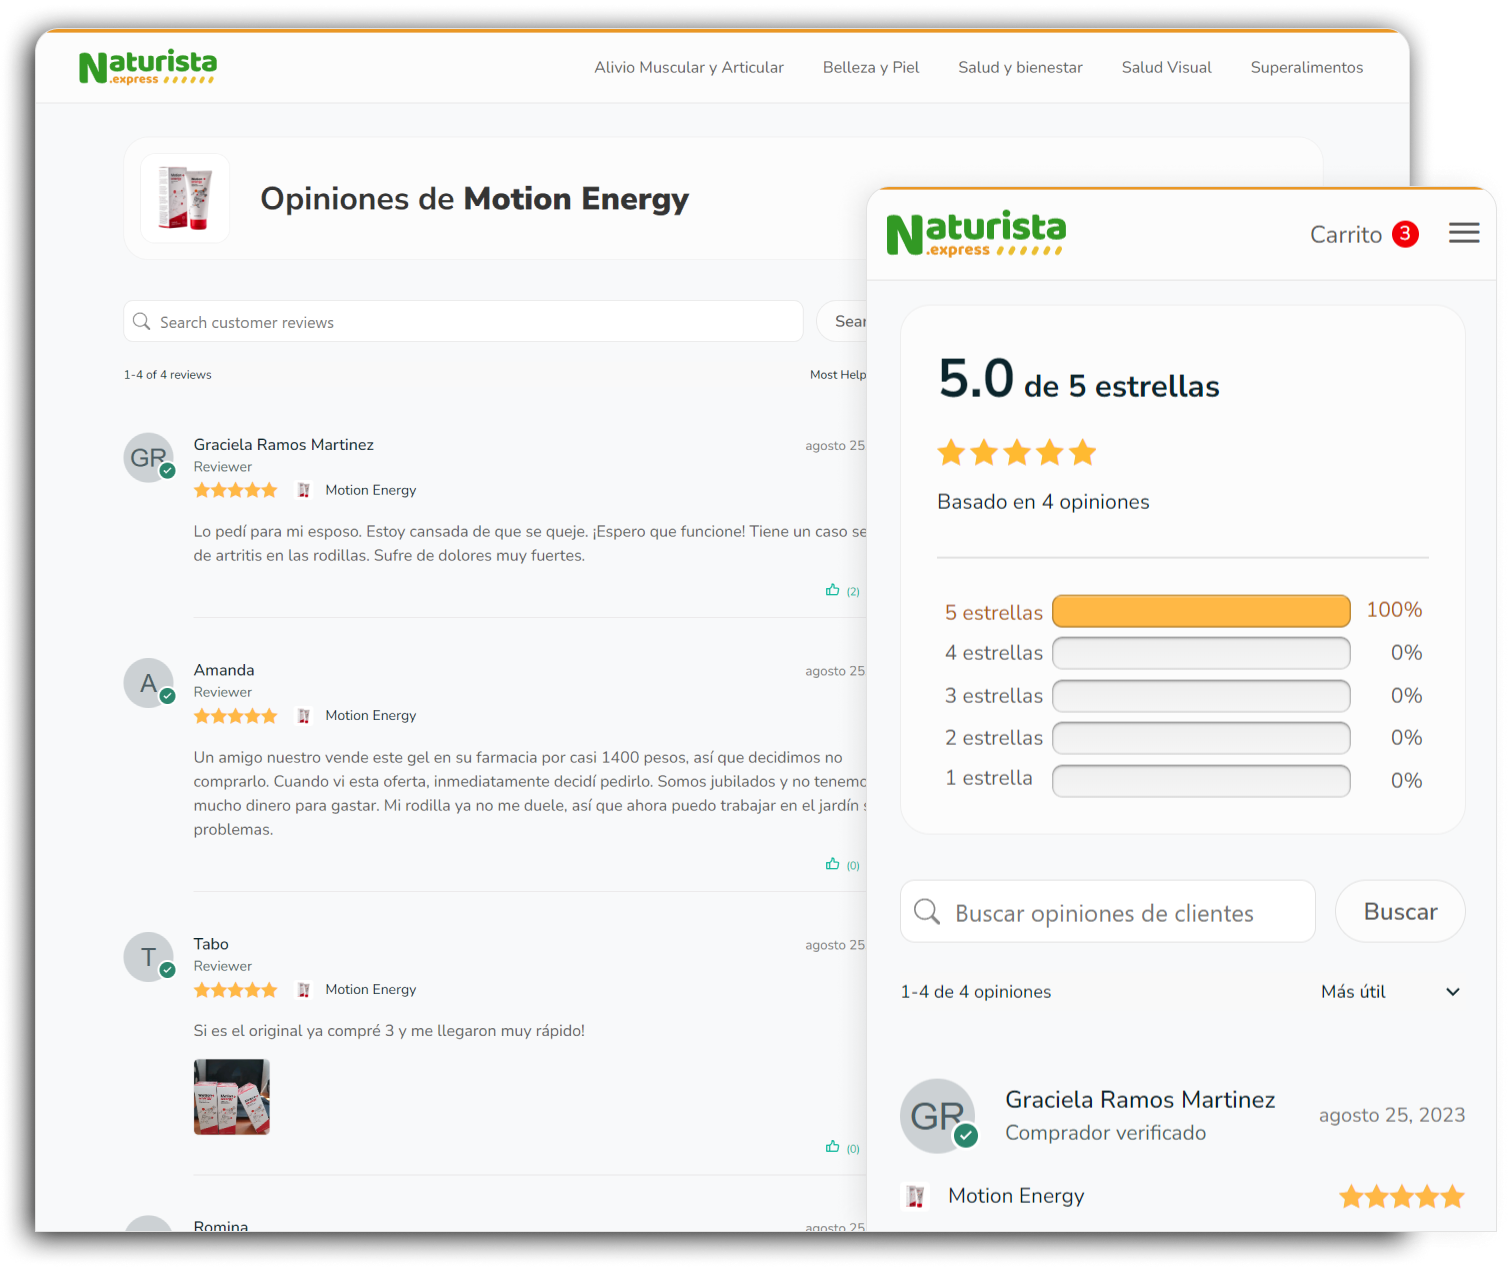 Naturista
.express
Alivio Muscular y Articular
Belleza y Piel
Salud y bienestar
Salud Visual
Superalimentos
Opiniones de Motion Energy
Search customer reviews
1-4 of 4 reviews
GR
Graciela Ramos Martinez
agosto 25
Reviewer
Motion Energy
Lo pedí para mi esposo. Estoy cansada de que se queje. ¡Espero que funcione! Tiene un caso
de artritis en las rodillas. Sufre de dolores muy fuertes.
(2)
A
Amanda
agosto 25
Reviewer
Motion Energy
Un amigo nuestro vende este gel en su farmacia por casi 1400 pesos, así que decidimos no
comprarlo. Cuando vi esta oferta, inmediatamente decidí pedirlo. Somos jubilados y no
mucho dinero para gastar. Mi rodilla ya no me duele, así que ahora puedo trabajar en el jardín
problemas.
(0)
T
Tabo
agosto 25
Reviewer
Motion Energy
Si es el original ya compré 3 y me llegaron muy rápido!
(0)
Romina
agosto 25
Naturista
.express
Carrito 3
5.0 de 5 estrellas
Basado en 4 opiniones
5 estrellas 100%
4 estrellas 0%
3 estrellas 0%
2 estrellas 0%
1 estrella 0%
Buscar opiniones de clientes
Buscar
1-4 de 4 opiniones
Más útil
GR
Graciela Ramos Martinez
Comprador verificado
agosto 25, 2023
Motion Energy